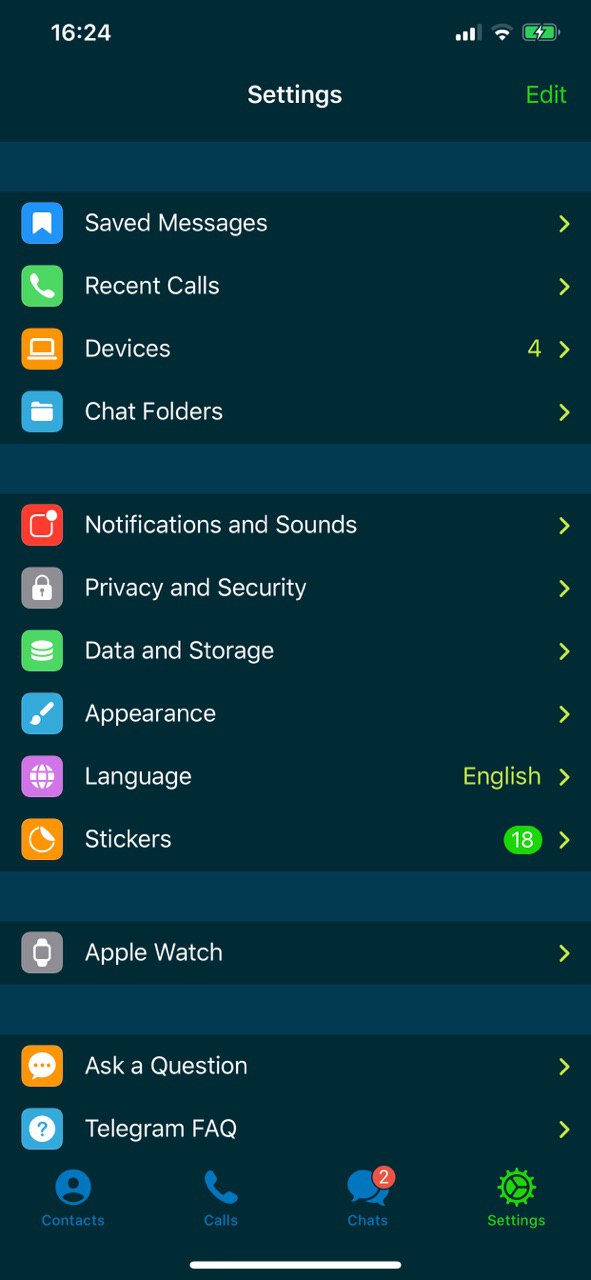 16:24
Settings
Edit
Saved Messages
Recent Calls
Devices 4
Chat Folders
Notifications and Sounds
Privacy and Security
Data and Storage
Appearance
Language English
Stickers 18
Apple Watch
Ask a Question
Telegram FAQ
2
Contacts Calls Chats Settings